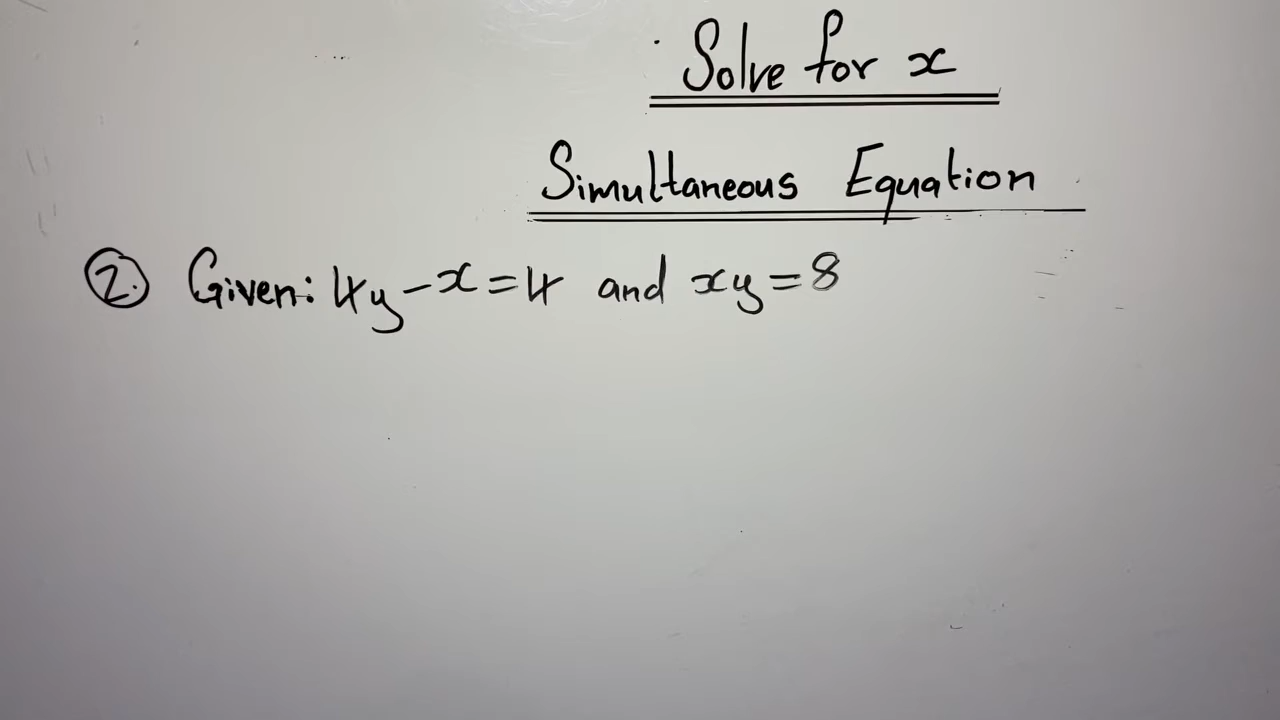 Solve for x
Simultaneous Equation
2. Given: 4y - x = 4 and xy = 8